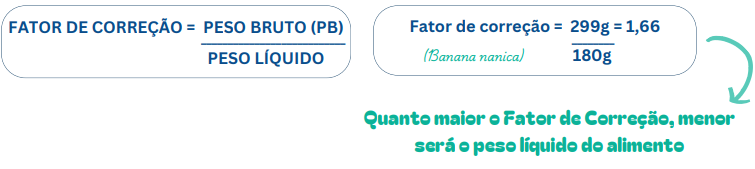 FATOR DE CORREÇÃO = PESO BRUTO (PB)
PESO LÍQUIDO
Fator de correção = 299g = 1,66
(Banana nanica) 180g
Quanto maior o Fator de Correção, menor
será o peso líquido do alimento